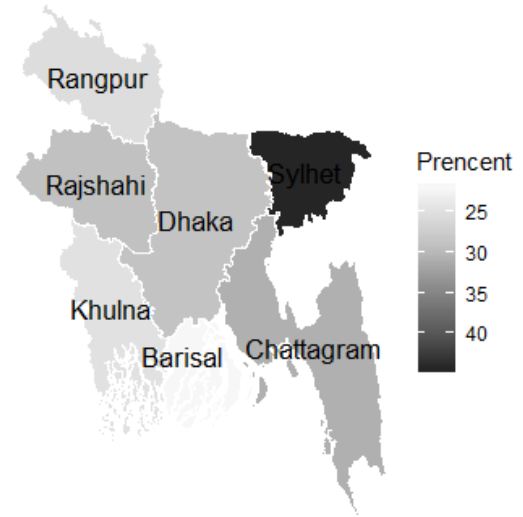 Rangpur
Prencent
Sylhet
Rajshahi
25
Dhaka
30
35
Khulna
40
Barisal
Chattagram